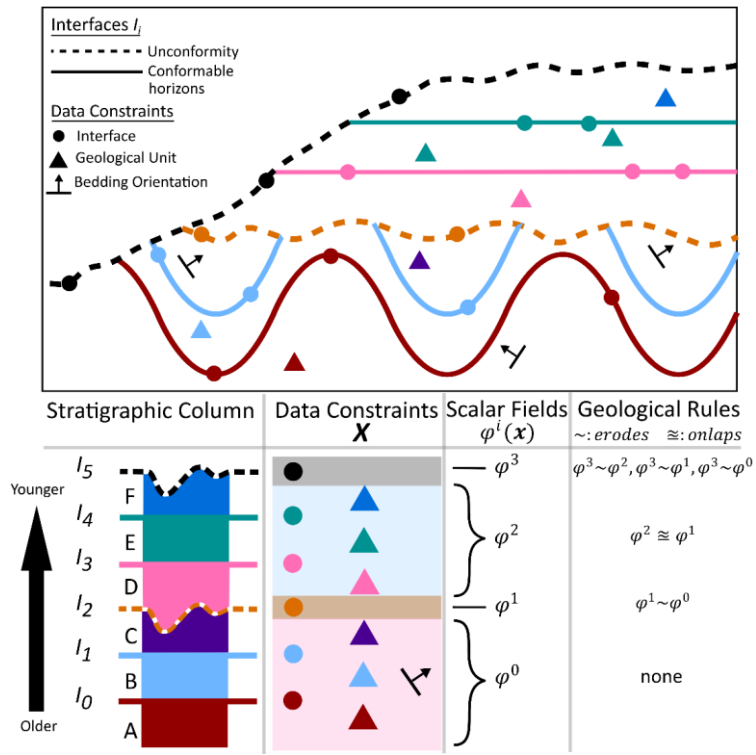 Interfaces I_i
Unconformity
Conformable
horizons
Data Constraints
Interface
Geological Unit
Bedding Orientation
Stratigraphic Column
Data Constraints
X
Scalar Fields
φ^i(x)
Geological Rules
~: erodes ≊: onlaps
Younger
Older
I_5
F
I_4
E
I_3
D
I_2
C
I_1
B
I_0
A
φ^3
φ^2
φ^1
φ^0
φ^3~φ^2, φ^3~φ^1, φ^3~φ^0
φ^2 ≊ φ^1
φ^1~φ^0
none